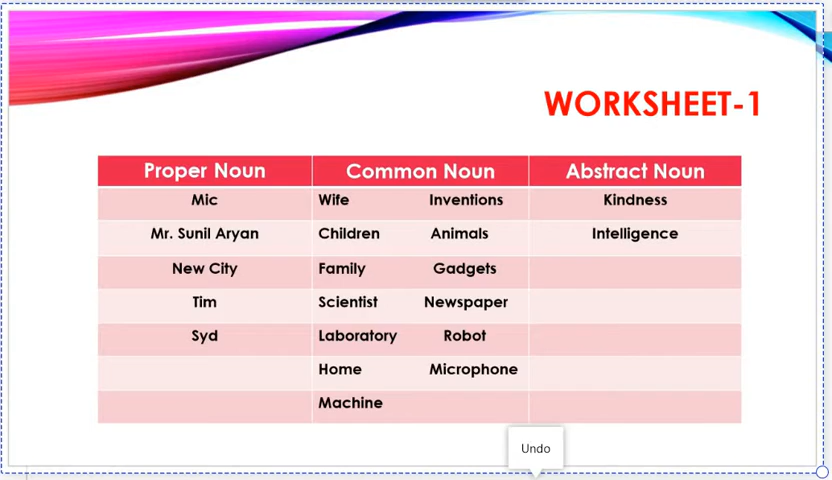 WORKSHEET-1
Proper Noun Common Noun Abstract Noun
Mic Wife Inventions Kindness
Mr. Sunil Aryan Children Animals Intelligence
New City Family Gadgets
Tim Scientist Newspaper
Syd Laboratory Robot
Home Microphone
Machine
Undo